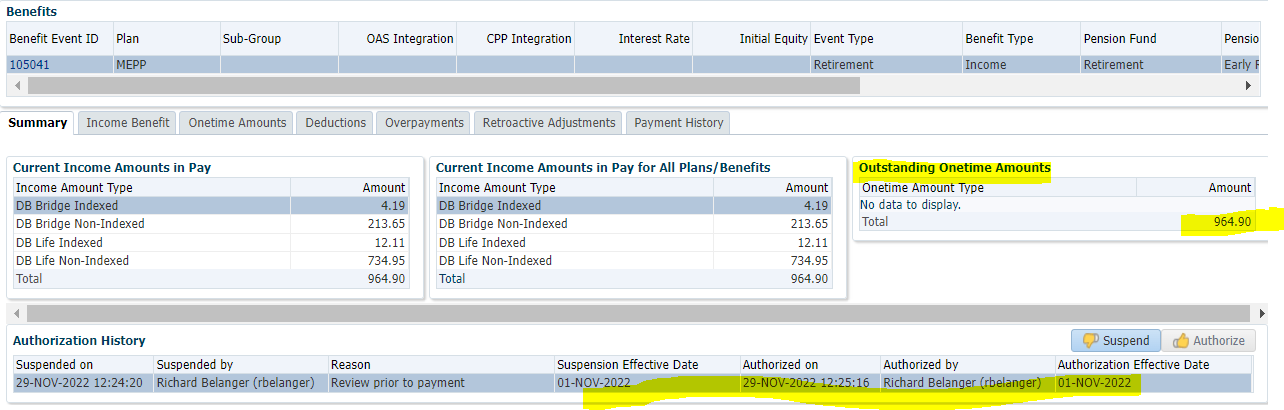 Benefits
Benefit Event ID Plan Sub-Group OAS Integration CPP Integration Interest Rate Initial Equity Event Type Benefit Type Pension Fund Pensio
105041 MEPP Retirement Income Retirement Early R
Summary Income Benefit Onetime Amounts Deductions Overpayments Retroactive Adjustments Payment History
Current Income Amounts in Pay Current Income Amounts in Pay for All Plans/Benefits Outstanding Onetime Amounts
Income Amount Type Amount Income Amount Type Amount Onetime Amount Type Amount
DB Bridge Indexed 4.19 DB Bridge Indexed 4.19 No data to display.
DB Bridge Non-Indexed 213.65 DB Bridge Non-Indexed 213.65 Total 964.90
DB Life Indexed 12.11 DB Life Indexed 12.11
DB Life Non-Indexed 734.95 DB Life Non-Indexed 734.95
Total 964.90 Total 964.90
Authorization History Suspend Authorize
Suspended on Suspended by Reason Suspension Effective Date Authorized on Authorized by Authorization Effective Date
29-NOV-2022 12:24:20 Richard Belanger (rbelanger) Review prior to payment 01-NOV-2022 29-NOV-2022 12:25:16 Richard Belanger (rbelanger) 01-NOV-2022